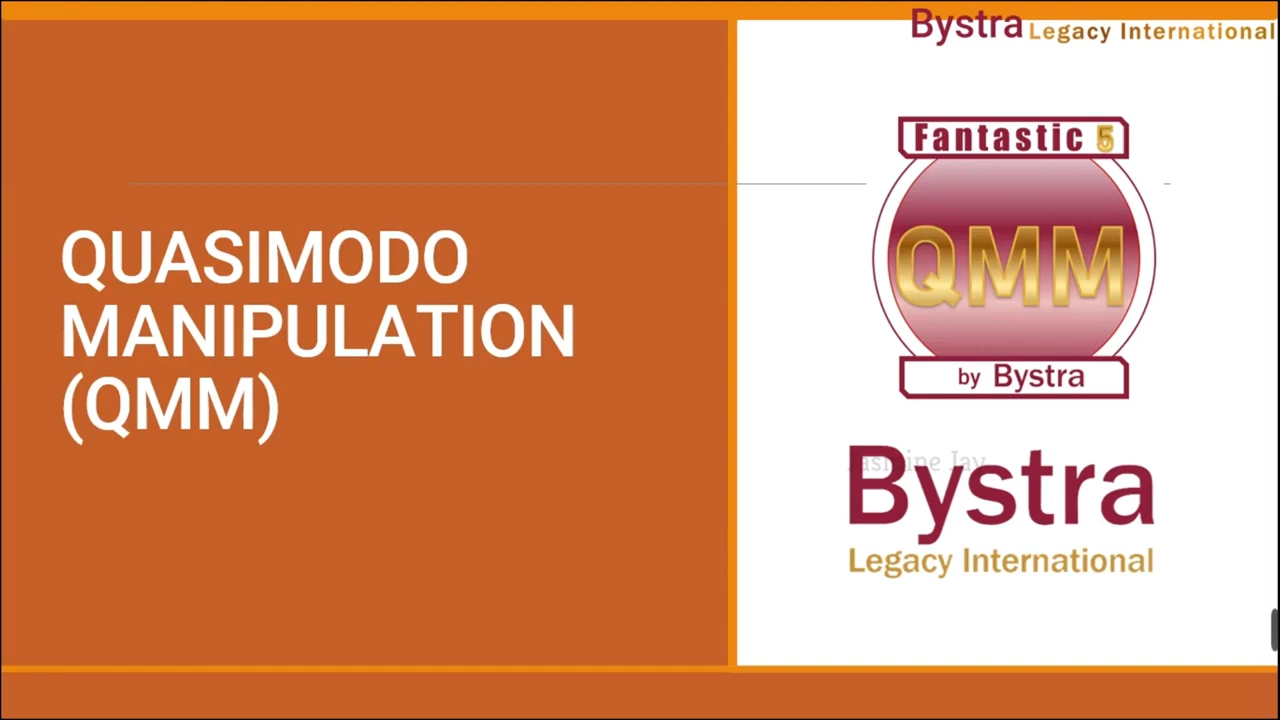 Bystra Legacy International
Fantastic 5
QMM
by Bystra
QUASIMODO
MANIPULATION
(QMM)
Bystra
Legacy International